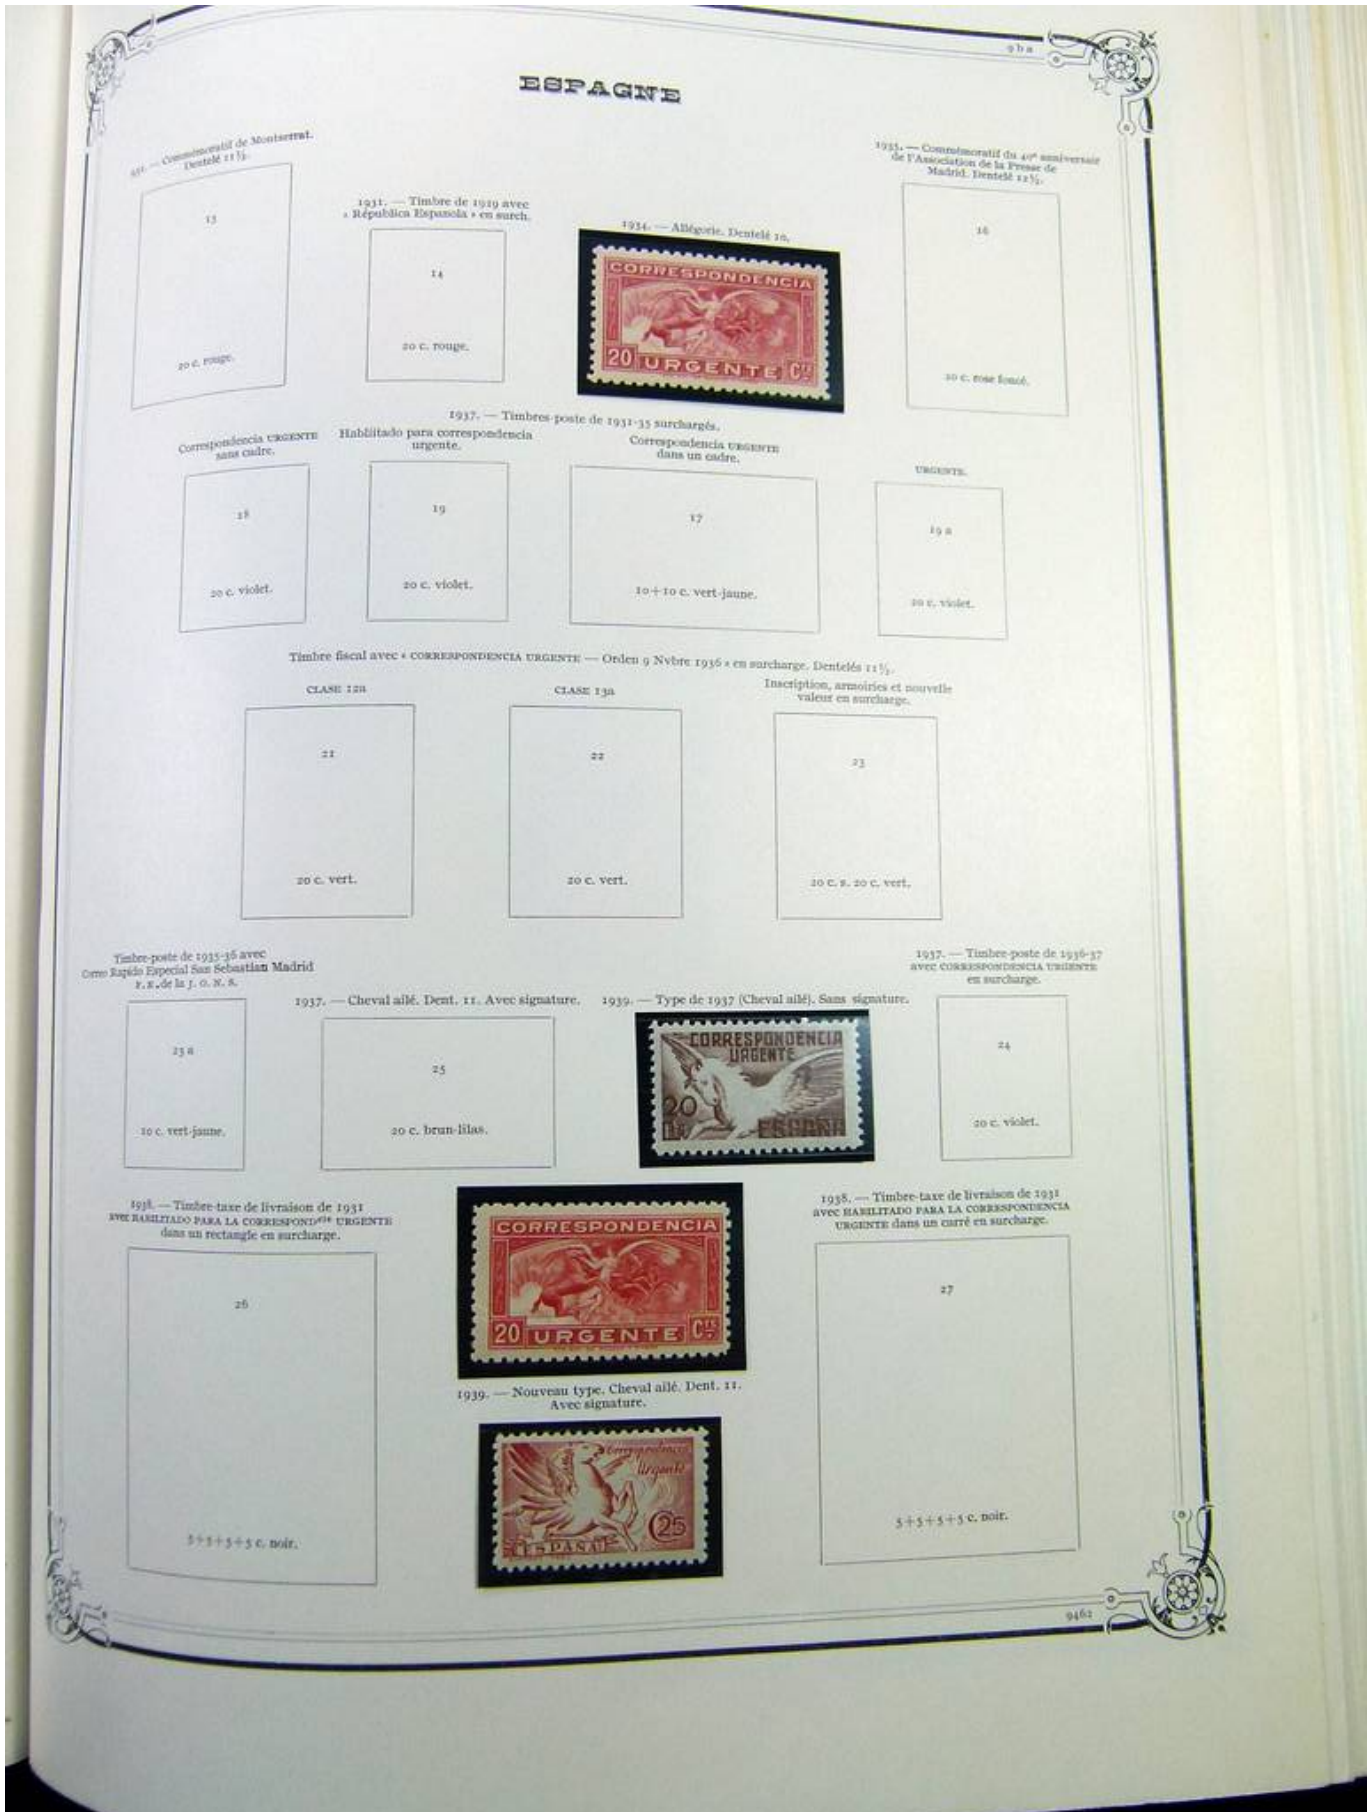 9ba
ESPAGNE
931. — Commémoratif de Montserrat.
Dentelé 11½.
13
20 c. rouge.
1931. — Timbre de 1929 avec
« Républica Espanola » en surch.
14
20 c. rouge.
1934. — Allégorie. Dentelé 10.
CORRESPONDENCIA
20 URGENTE Cts
1935. — Commémoratif du 40e anniversair
de l'Association de la Presse de
Madrid. Dentelé 12½.
16
20 c. rose foncé.
1937. — Timbres-poste de 1931-35 surchargés.
Correspondencia URGENTE
sans cadre.
18
20 c. violet.
Habilitado para correspondencia
urgente.
19
20 c. violet.
Correspondencia URGENTE
dans un cadre.
17
10+10 c. vert-jaune.
URGENTE.
19 a
20 c. violet.
Timbre fiscal avec « CORRESPONDENCIA URGENTE — Orden 9 Nvbre 1936 » en surcharge. Dentelés 11½.
CLASE 12a
21
20 c. vert.
CLASE 13a
22
20 c. vert.
Inscription, armoiries et nouvelle
valeur en surcharge.
23
20 c. s. 20 c. vert.
Timbre-poste de 1935-36 avec
Correo Rapido Especial San Sebastian Madrid
F. E. de la J. O. N. S.
23 a
10 c. vert-jaune.
1937. — Cheval ailé. Dent. 11. Avec signature.
25
20 c. brun-lilas.
1939. — Type de 1937 (Cheval ailé). Sans signature.
CORRESPONDENCIA
URGENTE
20
ESPAÑA
1937. — Timbre-poste de 1936-37
avec CORRESPONDENCIA URGENTE
en surcharge.
24
20 c. violet.
1938. — Timbre-taxe de livraison de 1931
avec HABILITADO PARA LA CORRESPONDcia URGENTE
dans un rectangle en surcharge.
26
5+5+5+5 c. noir.
CORRESPONDENCIA
20 URGENTE Cts
1939. — Nouveau type. Cheval ailé. Dent. 11.
Avec signature.
Correspondencia
Urgente
25
ESPAÑA
1938. — Timbre-taxe de livraison de 1931
avec HABILITADO PARA LA CORRESPONDENCIA
URGENTE dans un carré en surcharge.
27
5+5+5+5 c. noir.
9462